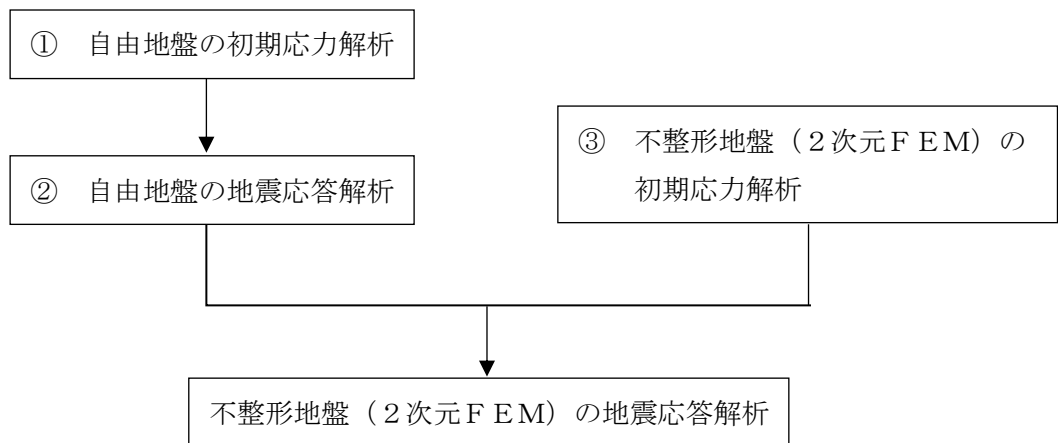 ① 自由地盤の初期応力解析
② 自由地盤の地震応答解析
③ 不整形地盤（２次元ＦＥＭ）の
初期応力解析
不整形地盤（２次元ＦＥＭ）の地震応答解析